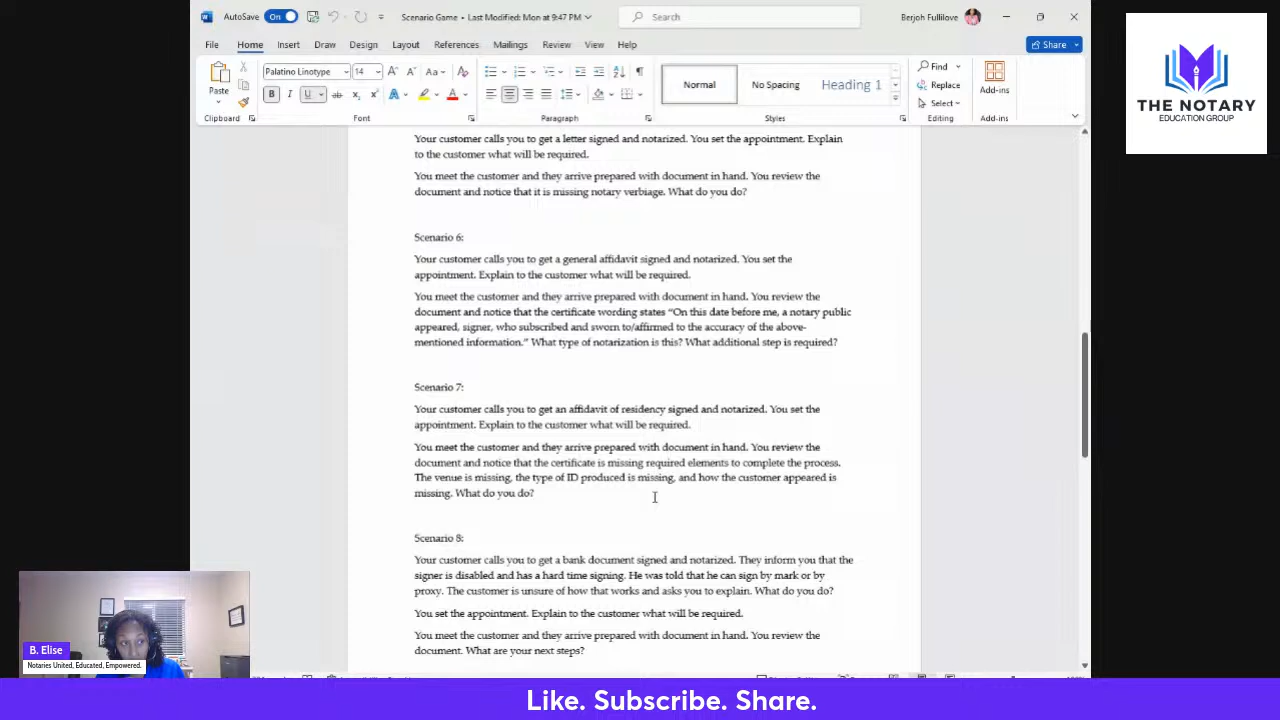 AutoSave On Scenario Game • Last Modified: Mon at 9:47 PM Search Berjoh Fullilove
File Home Insert Draw Design Layout References Mailings Review View Help Share
Palatino Linotype 14 Aa Find
Paste Replace
B I U ab x₂ x² A A Normal No Spacing Heading 1 Select Add-ins
Clipboard Font Paragraph Styles Editing Add-ins
THE NOTARY
EDUCATION GROUP
Your customer calls you to get a letter signed and notarized. You set the appointment. Explain
to the customer what will be required.
You meet the customer and they arrive prepared with document in hand. You review the
document and notice that it is missing notary verbiage. What do you do?
Scenario 6:
Your customer calls you to get a general affidavit signed and notarized. You set the
appointment. Explain to the customer what will be required.
You meet the customer and they arrive prepared with document in hand. You review the
document and notice that the certificate wording states “On this date before me, a notary public
appeared, signer, who subscribed and sworn to/affirmed to the accuracy of the above-
mentioned information.” What type of notarization is this? What additional step is required?
Scenario 7:
Your customer calls you to get an affidavit of residency signed and notarized. You set the
appointment. Explain to the customer what will be required.
You meet the customer and they arrive prepared with document in hand. You review the
document and notice that the certificate is missing required elements to complete the process.
The venue is missing, the type of ID produced is missing, and how the customer appeared is
missing. What do you do?
Scenario 8:
Your customer calls you to get a bank document signed and notarized. They inform you that the
signer is disabled and has a hard time signing. He was told that he can sign by mark or by
proxy. The customer is unsure of how that works and asks you to explain. What do you do?
You set the appointment. Explain to the customer what will be required.
You meet the customer and they arrive prepared with document in hand. You review the
document. What are your next steps?
B. Elise
Notaries United, Educated, Empowered.
Like. Subscribe. Share.